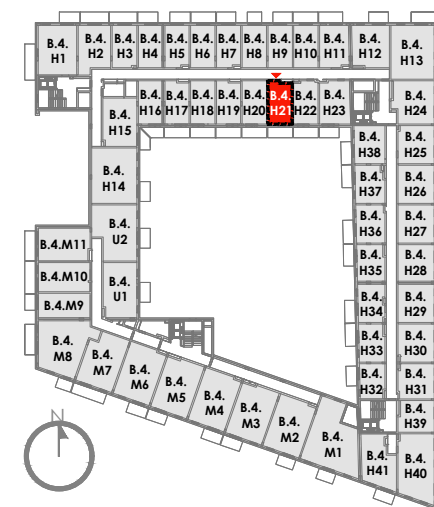 B.4.
H1
B.4.
H2
B.4.
H3
B.4.
H4
B.4.
H5
B.4.
H6
B.4.
H7
B.4.
H8
B.4.
H9
B.4.
H10
B.4.
H11
B.4.
H12
B.4.
H13
B.4.
H15
B.4.
H16
B.4.
H17
B.4.
H18
B.4.
H19
B.4.
H20
B.4.
H21
B.4.
H22
B.4.
H23
B.4.
H24
B.4.
H38
B.4.
H25
B.4.
H14
B.4.
H37
B.4.
H26
B.4.
U2
B.4.
H36
B.4.
H27
B.4.M11
B.4.
H35
B.4.
H28
B.4.M10
B.4.
U1
B.4.
H34
B.4.
H29
B.4.M9
B.4.
H33
B.4.
H30
B.4.
M8
B.4.
M7
B.4.
M6
B.4.
M5
B.4.
M4
B.4.
M3
B.4.
M2
B.4.
M1
B.4.
H32
B.4.
H31
B.4.
H39
B.4.
H41
B.4.
H40
N